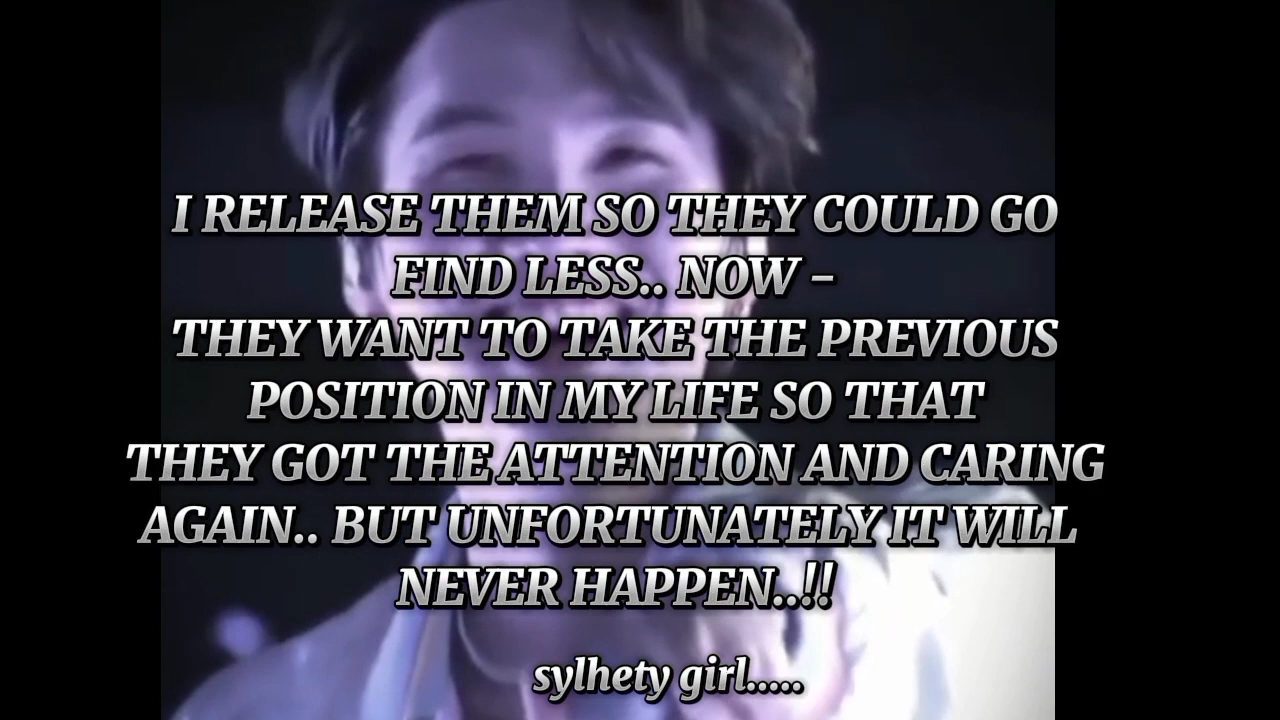 I RELEASE THEM SO THEY COULD GO
FIND LESS.. NOW -
THEY WANT TO TAKE THE PREVIOUS
POSITION IN MY LIFE SO THAT
THEY GOT THE ATTENTION AND CARING
AGAIN.. BUT UNFORTUNATELY IT WILL
NEVER HAPPEN..!!
sylhety girl.....